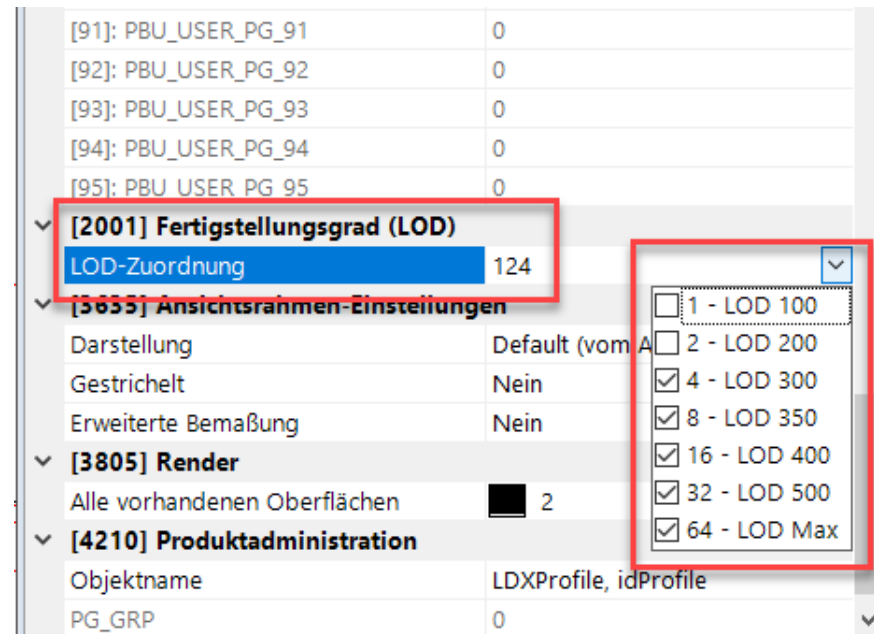 [91]: PBU_USER_PG_91 0
[92]: PBU_USER_PG_92 0
[93]: PBU_USER_PG_93 0
[94]: PBU_USER_PG_94 0
[95]: PBU_USER_PG_95 0
[2001] Fertigstellungsgrad (LOD)
LOD-Zuordnung 124
1 - LOD 100
2 - LOD 200
4 - LOD 300
8 - LOD 350
16 - LOD 400
32 - LOD 500
64 - LOD Max
[3635] Ansichtsrahmen-Einstellungen
Darstellung Default (vom A
Gestrichelt Nein
Erweiterte Bemaßung Nein
[3805] Render
Alle vorhandenen Oberflächen 2
[4210] Produktadministration
Objektname LDXProfile, idProfile
PG_GRP 0